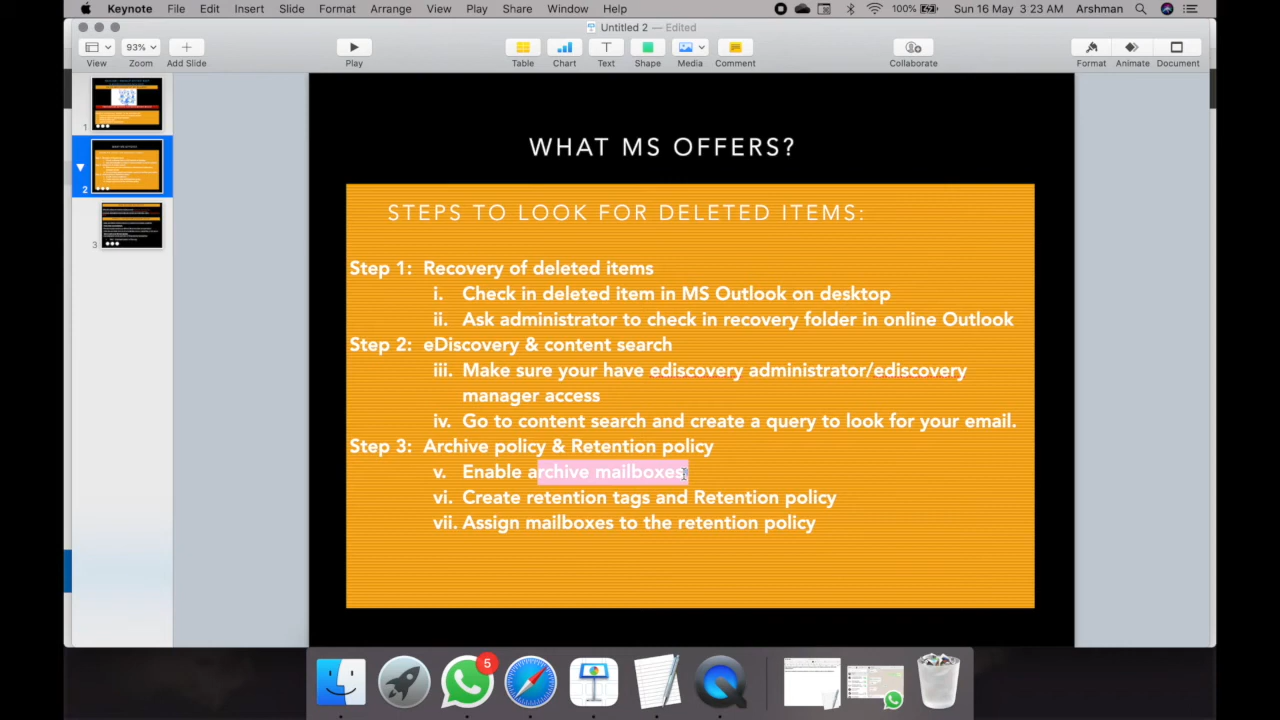 Keynote File Edit Insert Slide Format Arrange View Play Share Window Help 100% Sun 16 May 3 23 AM Arshman
Untitled 2 — Edited
93%
View Zoom Add Slide Play Table Chart Text Shape Media Comment Collaborate Format Animate Document
1
2
3
WHAT MS OFFERS?
STEPS TO LOOK FOR DELETED ITEMS:
Step 1: Recovery of deleted items
i. Check in deleted item in MS Outlook on desktop
ii. Ask administrator to check in recovery folder in online Outlook
Step 2: eDiscovery & content search
iii. Make sure your have ediscovery administrator/ediscovery
manager access
iv. Go to content search and create a query to look for your email.
Step 3: Archive policy & Retention policy
v. Enable archive mailboxes
vi. Create retention tags and Retention policy
vii. Assign mailboxes to the retention policy
5